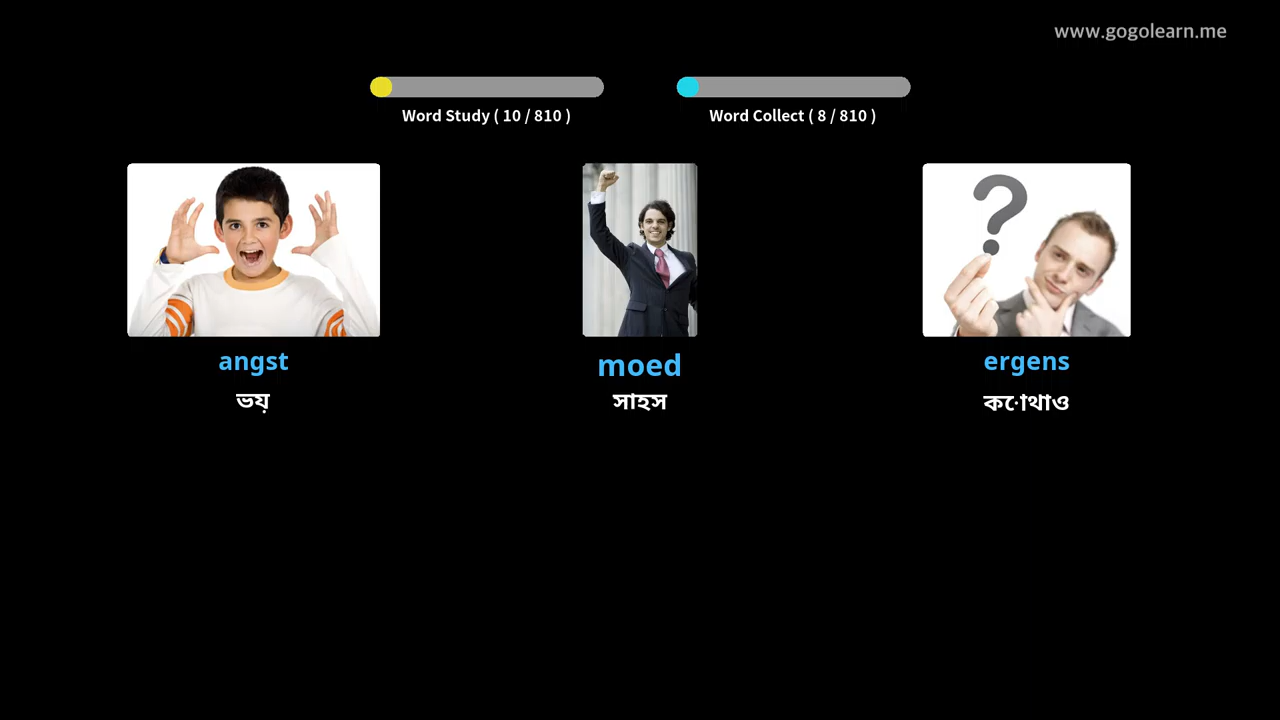 www.gogolearn.me
Word Study ( 10 / 810 )
Word Collect ( 8 / 810 )
angst
moed
ergens
ভয়
সাহস
কোথাও